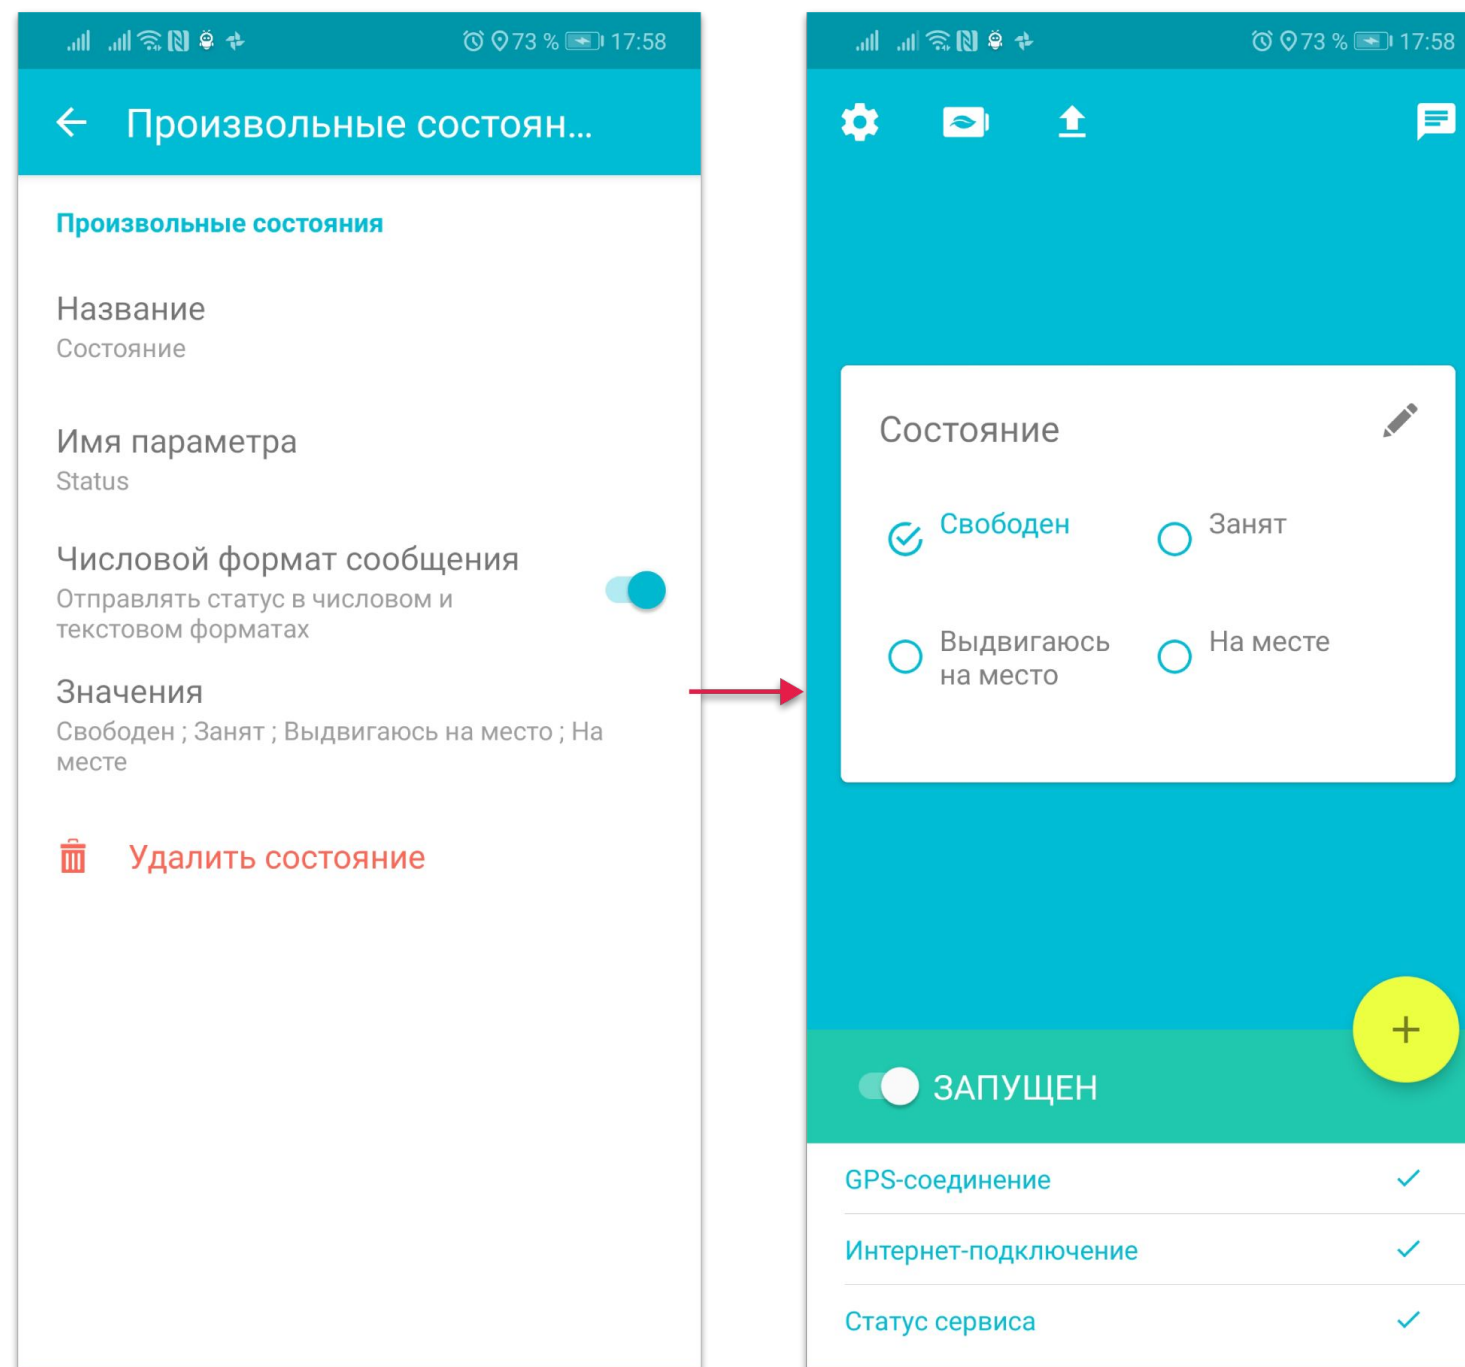 73 % 17:58
Произвольные состоян...
Произвольные состояния
Название
Состояние
Имя параметра
Status
Числовой формат сообщения
Отправлять статус в числовом и
текстовом форматах
Значения
Свободен ; Занят ; Выдвигаюсь на место ; На
месте
Удалить состояние
73 % 17:58
Состояние
Свободен
Занят
Выдвигаюсь
на место
На месте
+
ЗАПУЩЕН
GPS-соединение
Интернет-подключение
Статус сервиса